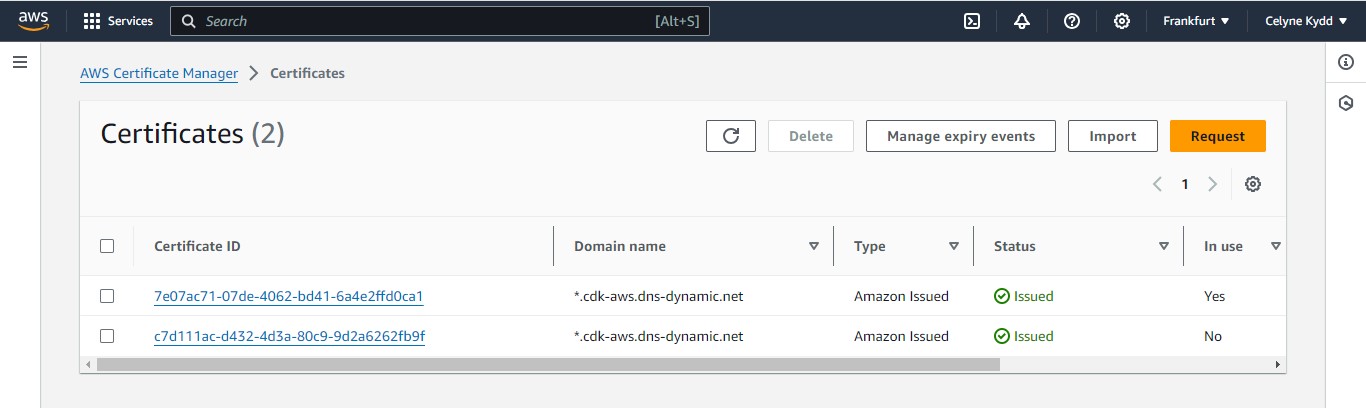 aws Services Search [Alt+S] Frankfurt Celyne Kydd
AWS Certificate Manager Certificates
Certificates (2) Delete Manage expiry events Import Request
1
Certificate ID Domain name Type Status In use
7e07ac71-07de-4062-bd41-6a4e2ffd0ca1 *.cdk-aws.dns-dynamic.net Amazon Issued Issued Yes
c7d111ac-d432-4d3a-80c9-9d2a6262fb9f *.cdk-aws.dns-dynamic.net Amazon Issued Issued No